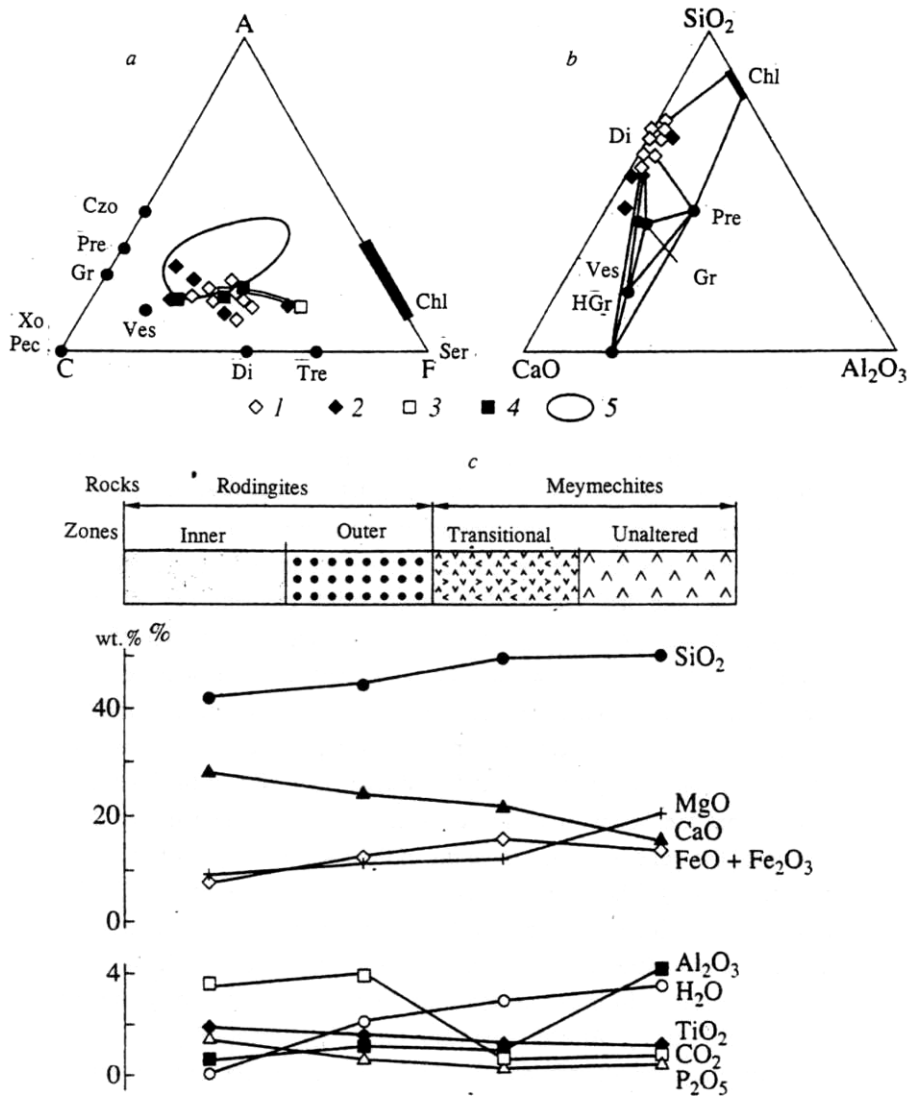 a
A
Czo
Pre
Gr
Xo
Pec
C
Ves
Di
Tre
F
Ser
Chl
b
SiO₂
Chl
Di
Pre
Ves
Gr
HGr
CaO
Al₂O₃
1 2 3 4 5
c
Rocks Rodingites Meymechites
Zones Inner Outer Transitional Unaltered
wt. % %
SiO₂
40
20
MgO
CaO
FeO + Fe₂O₃
0
4
Al₂O₃
H₂O
TiO₂
CO₂
P₂O₅
0